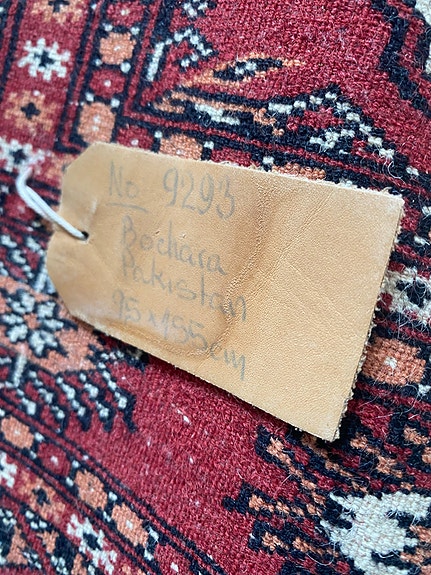 No 9293
Bochara
Pakistan
95 x 155 cm